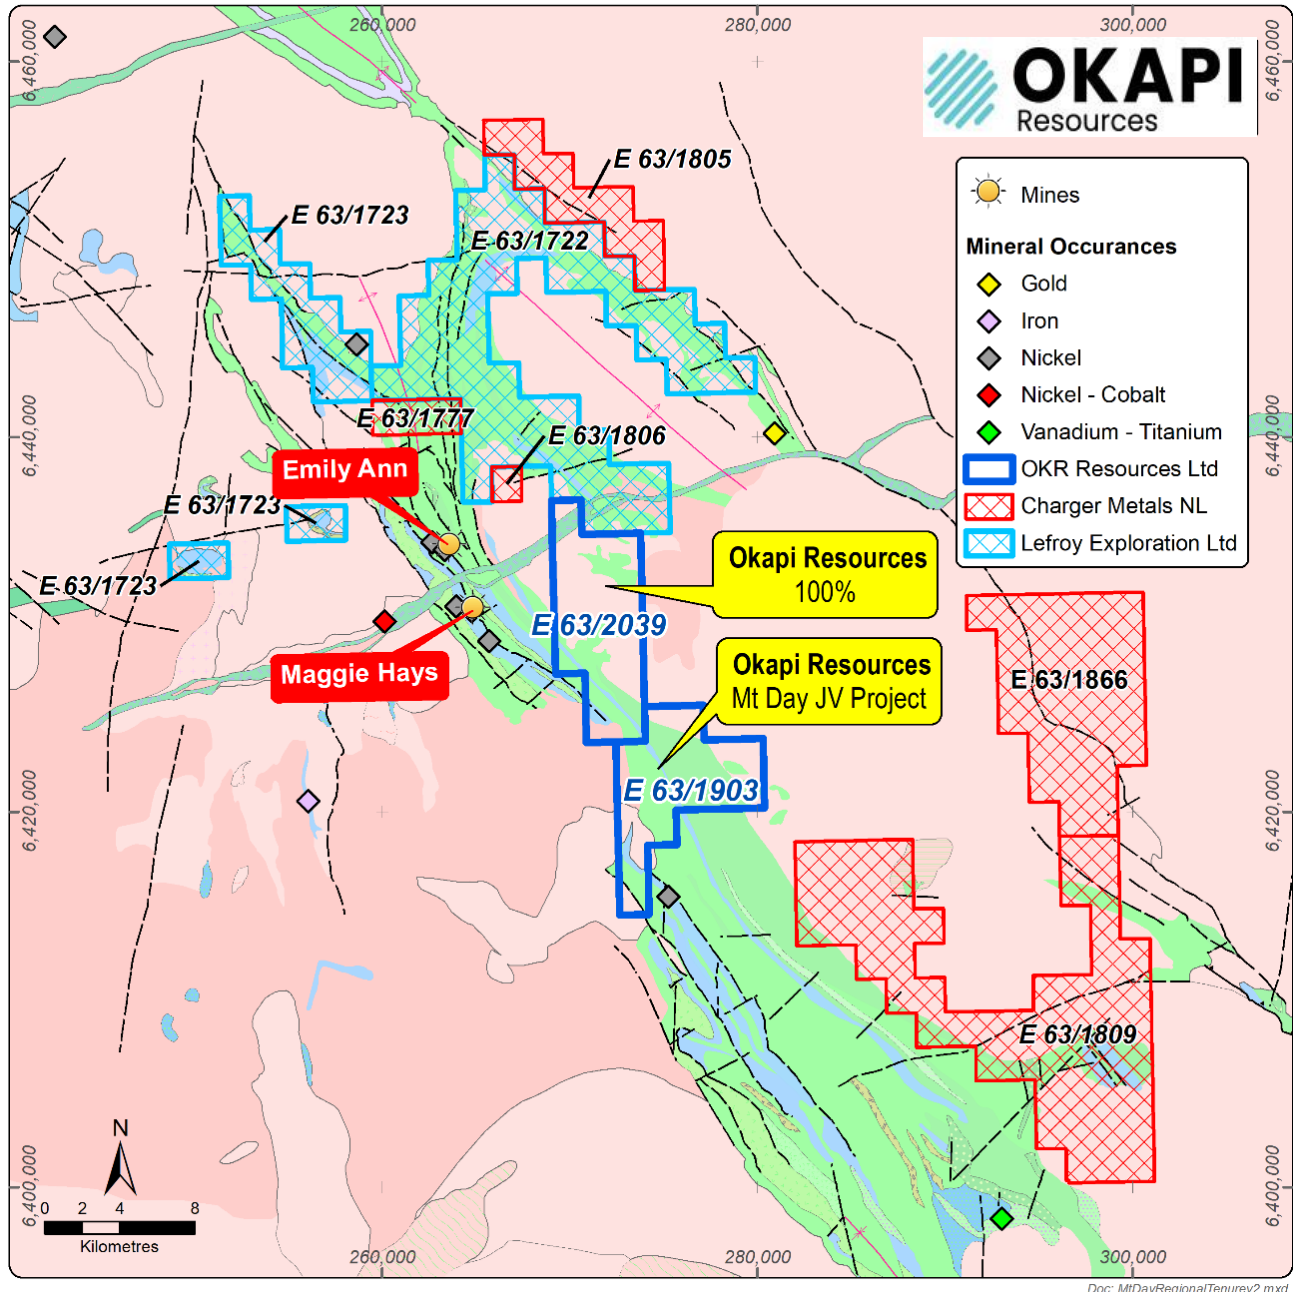 260,000
280,000
300,000
6,460,000
6,460,000
OKAPI
Resources
E 63/1805
E 63/1723
E 63/1722
Mines
Mineral Occurances
Gold
Iron
Nickel
Nickel - Cobalt
Vanadium - Titanium
OKR Resources Ltd
Charger Metals NL
Lefroy Exploration Ltd
6,440,000
6,440,000
E 63/1777
E 63/1806
Emily Ann
E 63/1723
E 63/1723
Okapi Resources
100%
E 63/2039
Maggie Hays
Okapi Resources
Mt Day JV Project
E 63/1866
E 63/1903
6,420,000
6,420,000
E 63/1809
N
0 2 4 8
Kilometres
6,400,000
6,400,000
260,000
280,000
300,000
Doc: MtDayRegionalTenurev2.mxd